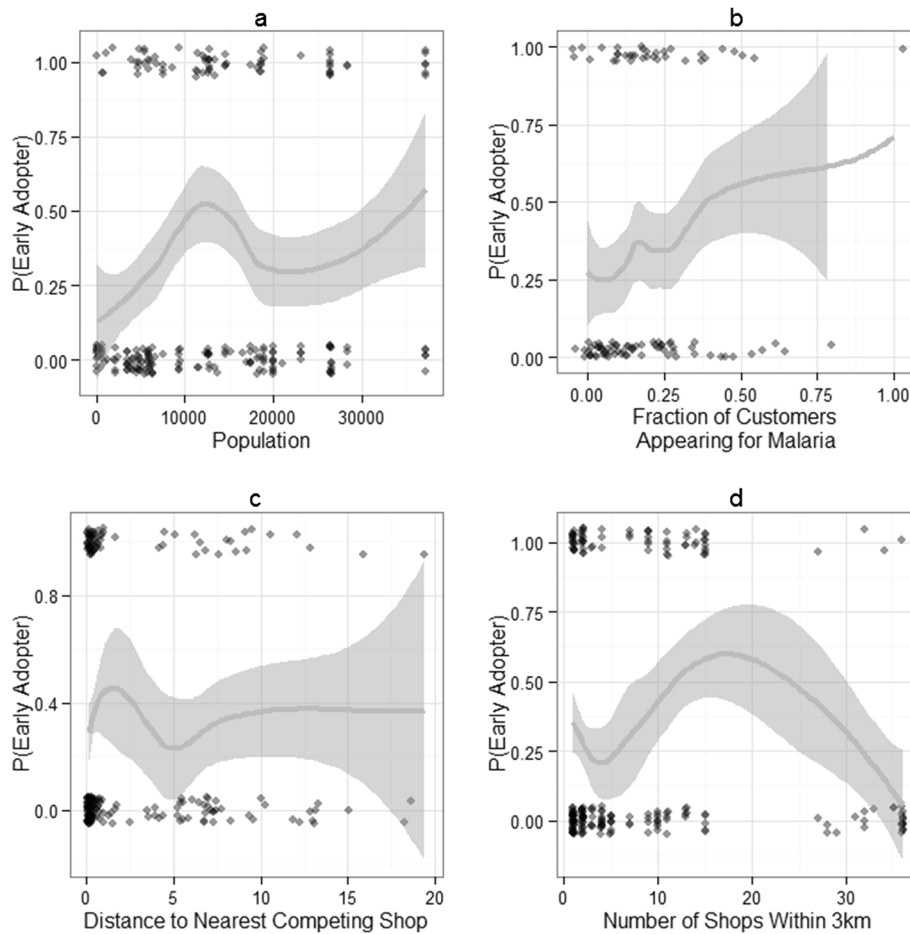 a
P(Early Adopter)
1.00
0.75
0.50
0.25
0.00
0
10000
20000
30000
Population
b
P(Early Adopter)
1.00
0.75
0.50
0.25
0.00
0.00
0.25
0.50
0.75
1.00
Fraction of Customers
Appearing for Malaria
c
P(Early Adopter)
0.8
0.4
0.0
0
5
10
15
20
Distance to Nearest Competing Shop
d
P(Early Adopter)
1.00
0.75
0.50
0.25
0.00
0
10
20
30
Number of Shops Within 3km